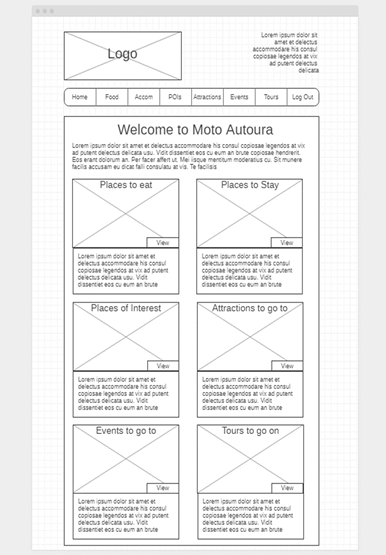 Logo
Lorem ipsum dolor sit
amet et delectus
accommodare his consul
copiosae legendos at vix
ad putent delectus
delicata
Home Food Accom POIs Attractions Events Tours Log Out
Welcome to Moto Autoura
Lorem ipsum dolor sit amet et delectus accommodare his consul copiosae legendos at vix
ad putent delectus delicata usu. Vidit dissentiet eos cu eum an brute copiosae hendrerit.
Eos erant dolorum an. Per facer affert ut. Mei iisque mentitum moderatius cu. Sit munere
facilis accusam eu dicat falli consulatu at vis. Te facilisis
Places to eat
View
Lorem ipsum dolor sit amet et
delectus accommodare his consul
copiosae legendos at vix ad putent
delectus delicata usu. Vidit
dissentiet eos cu eum an brute
Places to Stay
View
Lorem ipsum dolor sit amet et
delectus accommodare his consul
copiosae legendos at vix ad putent
delectus delicata usu. Vidit
dissentiet eos cu eum an brute
Places of Interest
View
Lorem ipsum dolor sit amet et
delectus accommodare his consul
copiosae legendos at vix ad putent
delectus delicata usu. Vidit
dissentiet eos cu eum an brute
Attractions to go to
View
Lorem ipsum dolor sit amet et
delectus accommodare his consul
copiosae legendos at vix ad putent
delectus delicata usu. Vidit
dissentiet eos cu eum an brute
Events to go to
View
Lorem ipsum dolor sit amet et
delectus accommodare his consul
copiosae legendos at vix ad putent
delectus delicata usu. Vidit
dissentiet eos cu eum an brute
Tours to go on
View
Lorem ipsum dolor sit amet et
delectus accommodare his consul
copiosae legendos at vix ad putent
delectus delicata usu. Vidit
dissentiet eos cu eum an brute